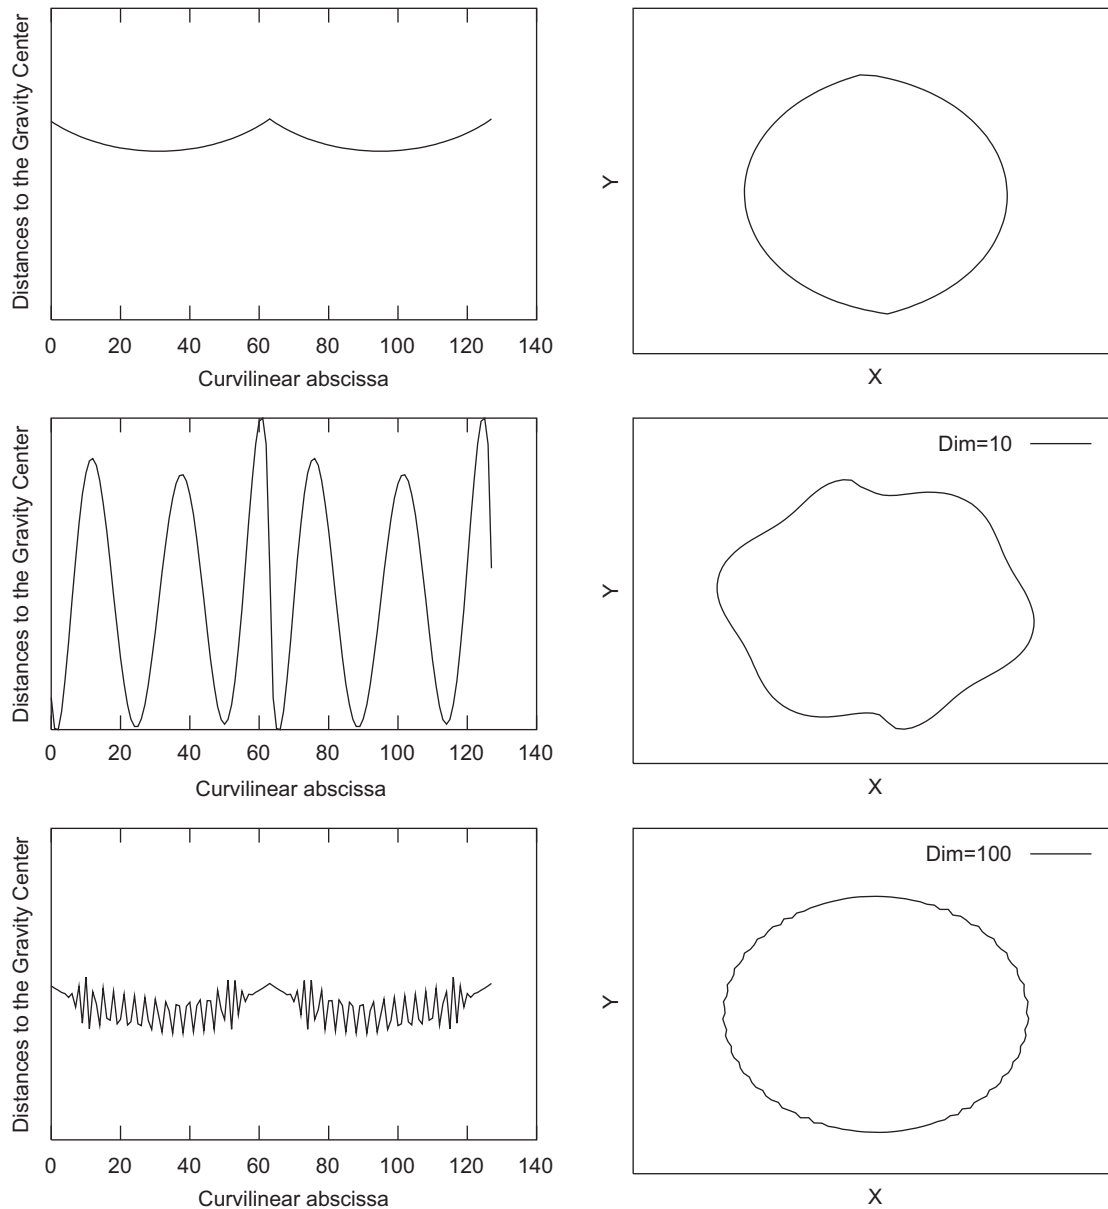 Distances to the Gravity Center
0 20 40 60 80 100 120 140
Curvilinear abscissa
Y
X
Distances to the Gravity Center
0 20 40 60 80 100 120 140
Curvilinear abscissa
Dim=10
Y
X
Distances to the Gravity Center
0 20 40 60 80 100 120 140
Curvilinear abscissa
Dim=100
Y
X